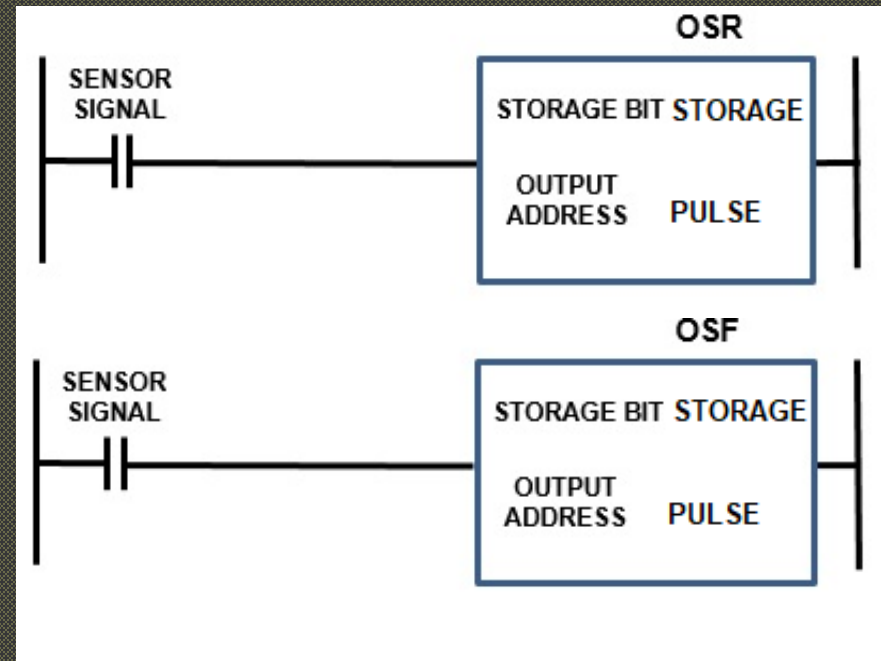 OSR
SENSOR
SIGNAL
STORAGE BIT STORAGE
OUTPUT
ADDRESS PULSE
OSF
SENSOR
SIGNAL
STORAGE BIT STORAGE
OUTPUT
ADDRESS PULSE